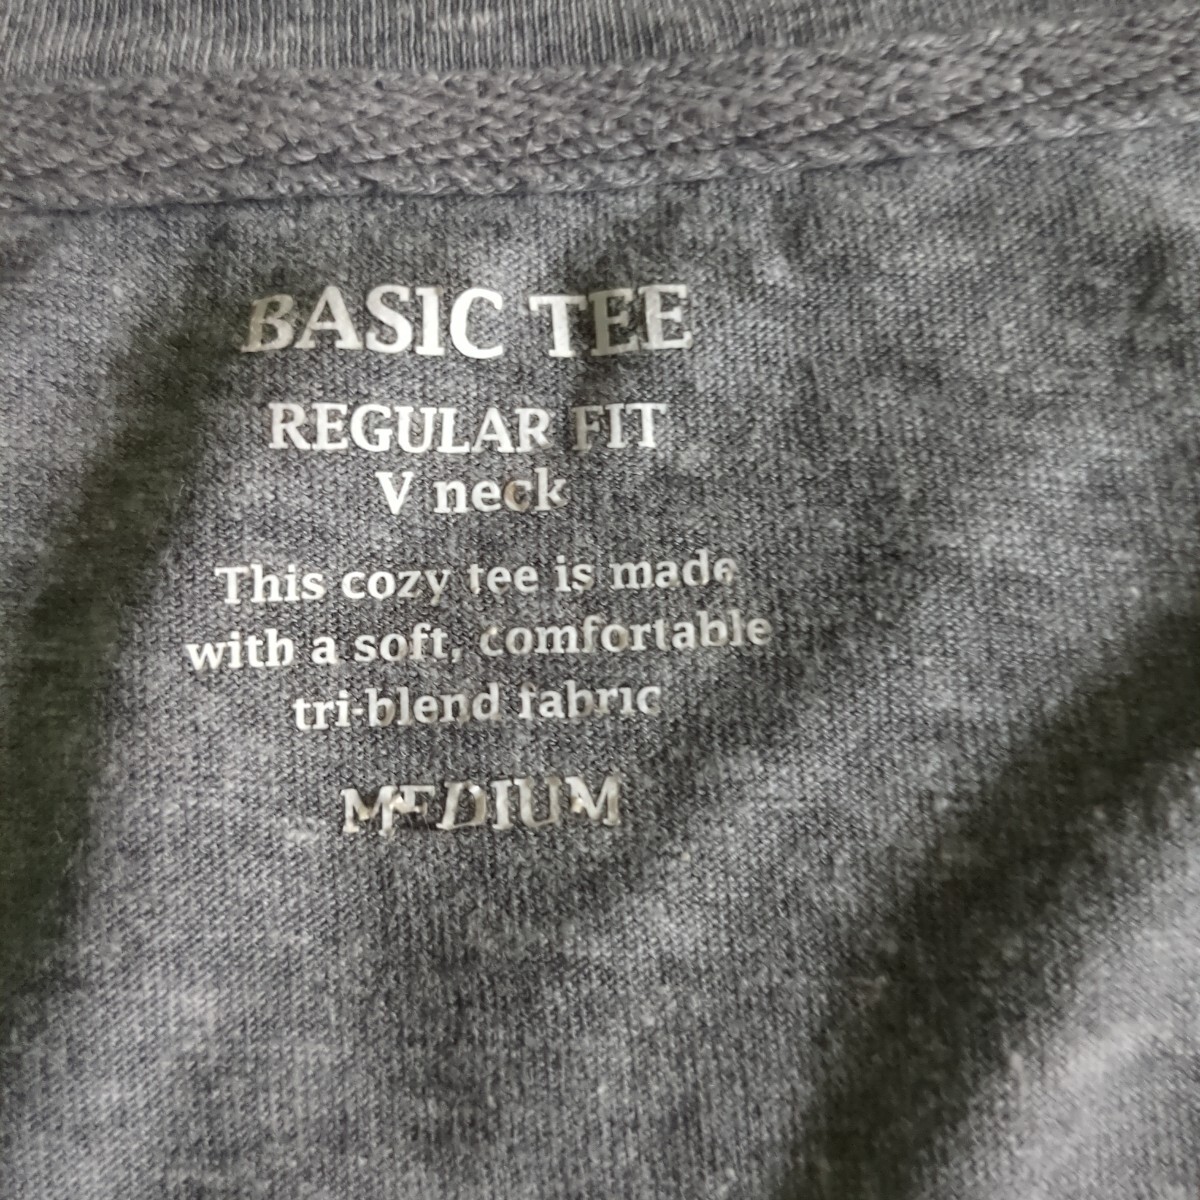 BASIC TEE
REGULAR FIT
V neck
This cozy tee is made
with a soft, comfortable
tri-blend fabric
MEDIUM